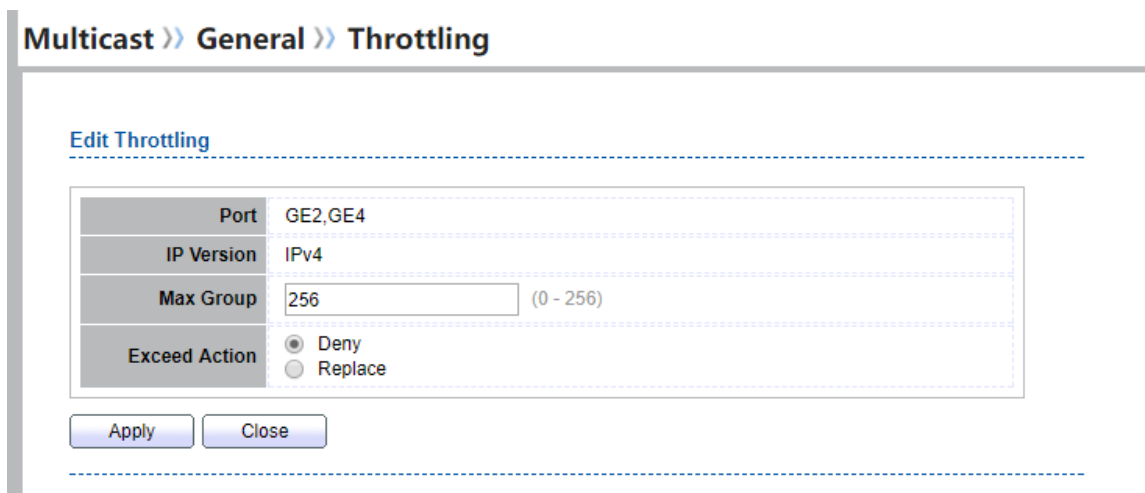 Multicast » General » Throttling
Edit Throttling
Port GE2,GE4
IP Version IPv4
Max Group 256 (0 - 256)
Exceed Action Deny
Replace
Apply Close